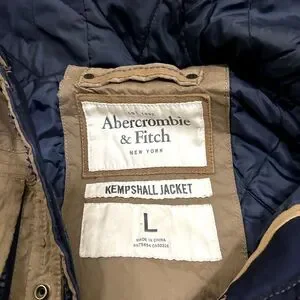 EST. 1892
Abercrombie
& Fitch
NEW YORK
KEMPSHALL JACKET
L
MADE IN CHINA